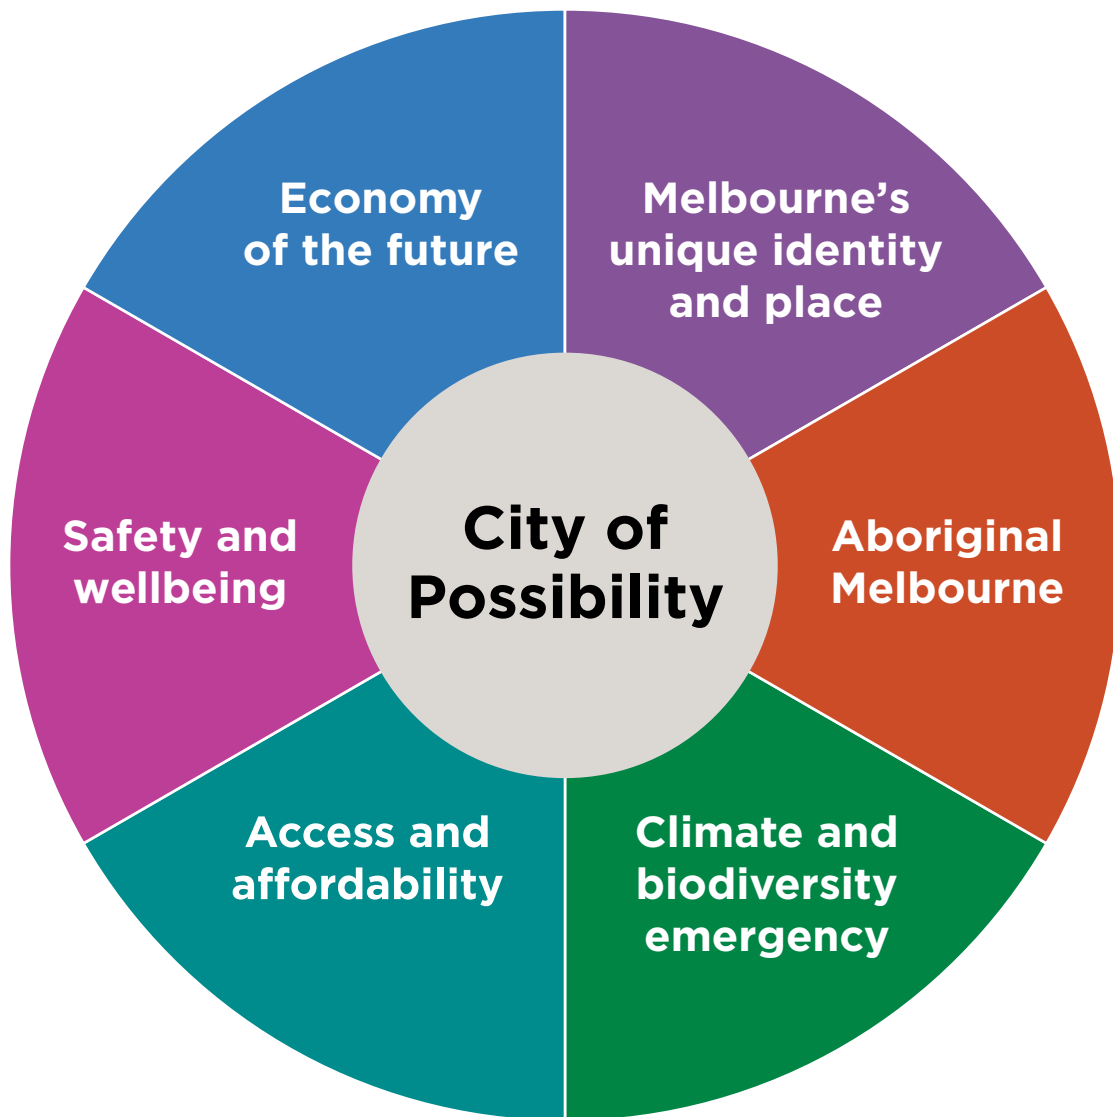 Economy
of the future
Melbourne’s
unique identity
and place
Safety and
wellbeing
City of
Possibility
Aboriginal
Melbourne
Access and
affordability
Climate and
biodiversity
emergency